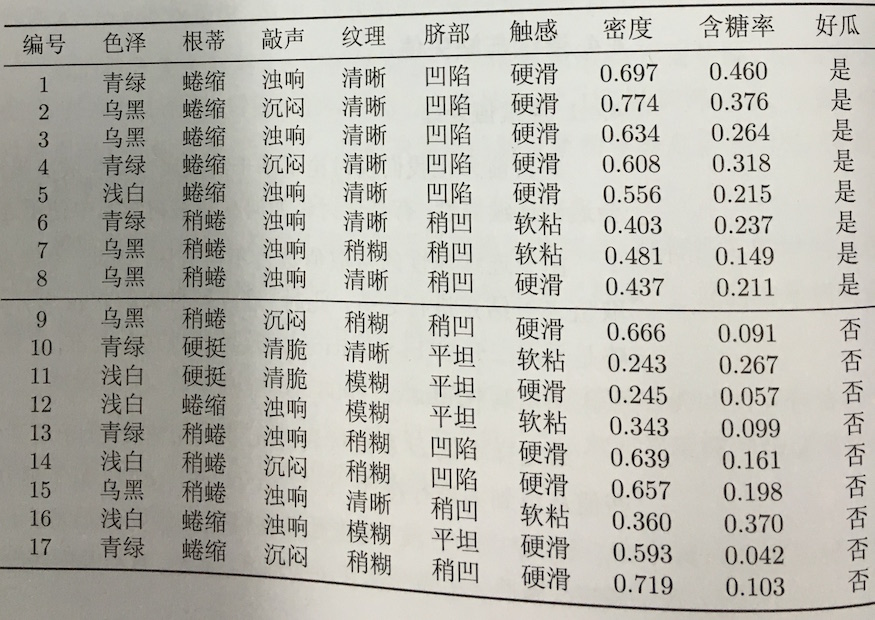 编号 色泽 根蒂 敲声 纹理 脐部 触感 密度 含糖率 好瓜
1 青绿 蜷缩 浊响 清晰 凹陷 硬滑 0.697 0.460 是
2 乌黑 蜷缩 沉闷 清晰 凹陷 硬滑 0.774 0.376 是
3 乌黑 蜷缩 浊响 清晰 凹陷 硬滑 0.634 0.264 是
4 青绿 蜷缩 沉闷 清晰 凹陷 硬滑 0.608 0.318 是
5 浅白 蜷缩 浊响 清晰 凹陷 硬滑 0.556 0.215 是
6 青绿 稍蜷 浊响 清晰 稍凹 软粘 0.403 0.237 是
7 乌黑 稍蜷 浊响 稍糊 稍凹 软粘 0.481 0.149 是
8 乌黑 稍蜷 浊响 清晰 稍凹 硬滑 0.437 0.211 是
9 乌黑 稍蜷 沉闷 稍糊 稍凹 硬滑 0.666 0.091 否
10 青绿 硬挺 清脆 清晰 平坦 软粘 0.243 0.267 否
11 浅白 硬挺 清脆 模糊 平坦 硬滑 0.245 0.057 否
12 浅白 蜷缩 浊响 模糊 平坦 软粘 0.343 0.099 否
13 青绿 稍蜷 浊响 稍糊 凹陷 硬滑 0.639 0.161 否
14 浅白 稍蜷 沉闷 稍糊 凹陷 硬滑 0.657 0.198 否
15 乌黑 稍蜷 浊响 清晰 稍凹 软粘 0.360 0.370 否
16 浅白 蜷缩 浊响 模糊 平坦 硬滑 0.593 0.042 否
17 青绿 蜷缩 沉闷 稍糊 稍凹 硬滑 0.719 0.103 否